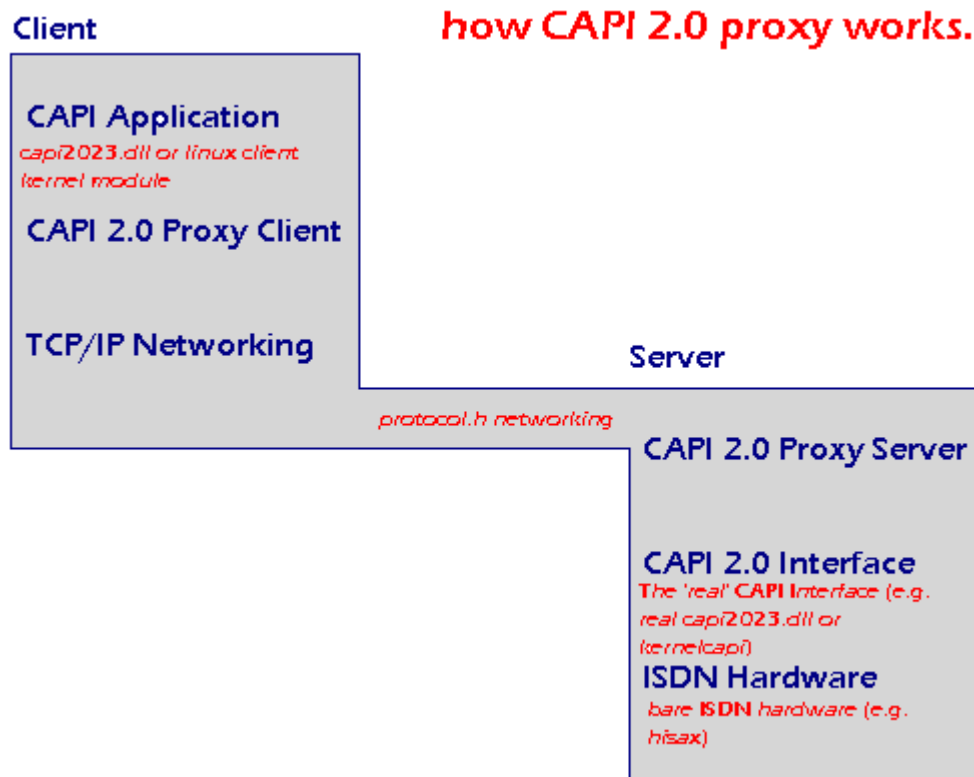 Client
how CAPI 2.0 proxy works.
CAPI Application
capi2023.dll or linux client
kernel module
CAPI 2.0 Proxy Client
TCP/IP Networking
Server
protocol.h networking
CAPI 2.0 Proxy Server
CAPI 2.0 Interface
The 'real' CAPI Interface (e.g.
real capi2023.dll or
kernelcapi)
ISDN Hardware
bare ISDN hardware (e.g.
hisax)